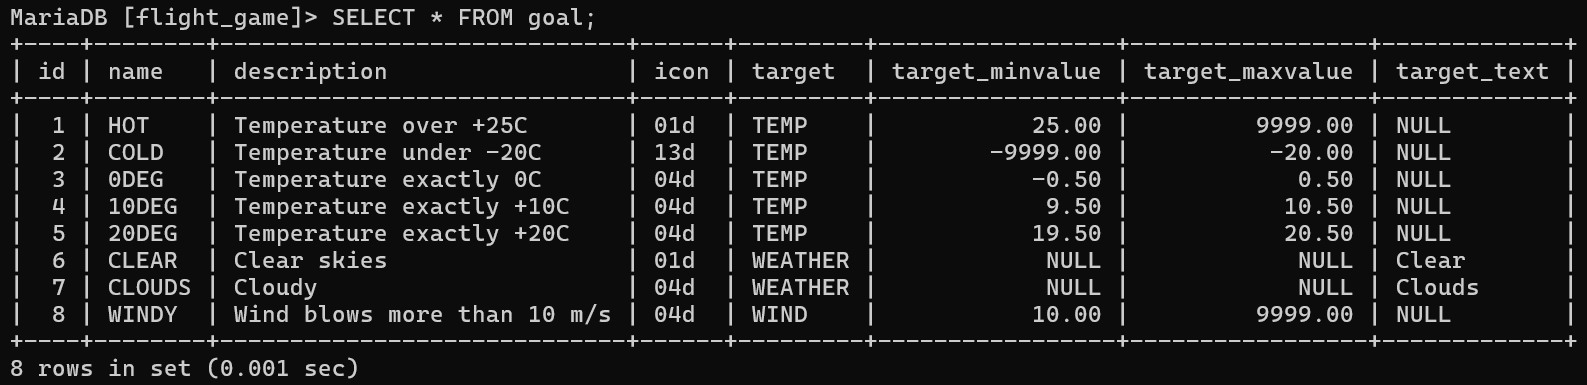 MariaDB [flight_game]> SELECT * FROM goal;
+----+--------+-----------------------------+------+---------+-----------------+-----------------+-------------+
| id | name   | description                 | icon | target  | target_minvalue | target_maxvalue | target_text |
+----+--------+-----------------------------+------+---------+-----------------+-----------------+-------------+
|  1 | HOT    | Temperature over +25C       | 01d  | TEMP    |           25.00 |         9999.00 | NULL        |
|  2 | COLD   | Temperature under -20C      | 13d  | TEMP    |        -9999.00 |          -20.00 | NULL        |
|  3 | 0DEG   | Temperature exactly 0C      | 04d  | TEMP    |           -0.50 |            0.50 | NULL        |
|  4 | 10DEG  | Temperature exactly +10C    | 04d  | TEMP    |            9.50 |           10.50 | NULL        |
|  5 | 20DEG  | Temperature exactly +20C    | 04d  | TEMP    |           19.50 |           20.50 | NULL        |
|  6 | CLEAR  | Clear skies                 | 01d  | WEATHER |            NULL |            NULL | Clear       |
|  7 | CLOUDS | Cloudy                      | 04d  | WEATHER |            NULL |            NULL | Clouds      |
|  8 | WINDY  | Wind blows more than 10 m/s | 04d  | WIND    |           10.00 |         9999.00 | NULL        |
+----+--------+-----------------------------+------+---------+-----------------+-----------------+-------------+
8 rows in set (0.001 sec)